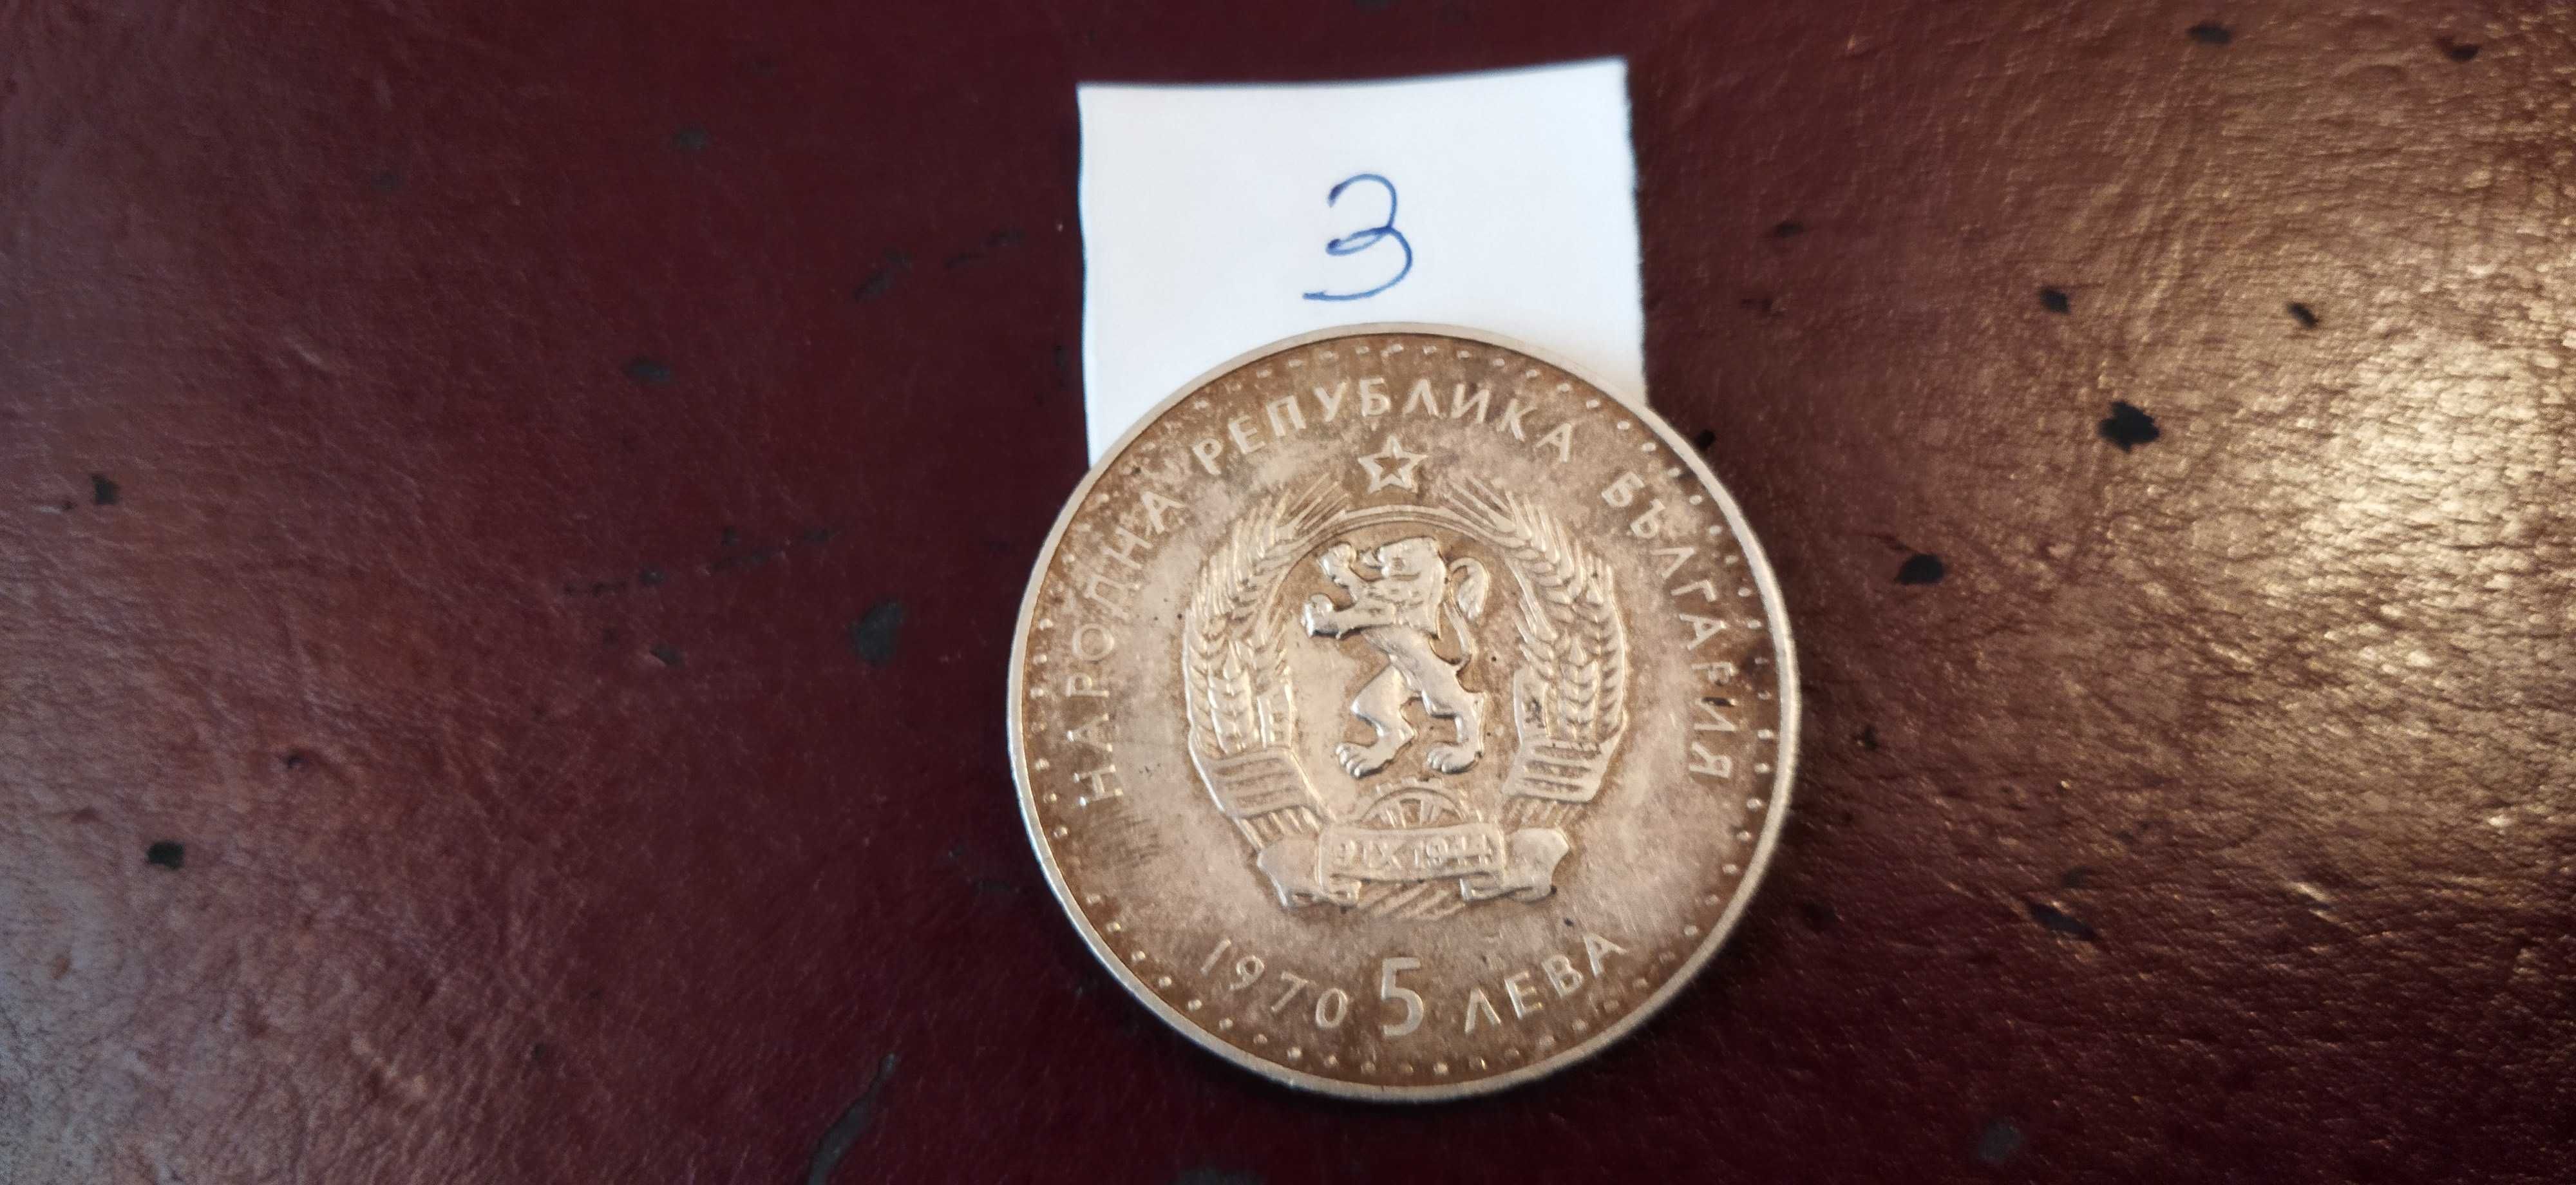 3
НАРОДНА РЕПУБЛИКА БЪЛГАРИЯ
9 IX 1944
1970 5 ЛЕВА